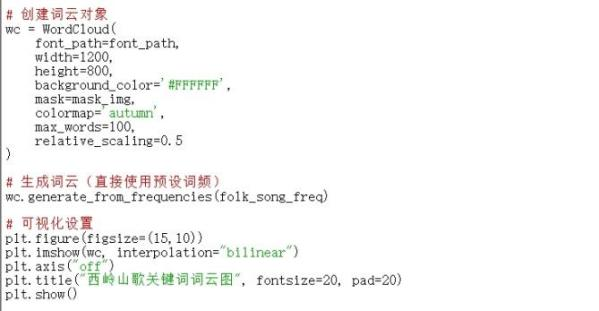 # 创建词云对象
wc = WordCloud(
    font_path=font_path,
    width=1200,
    height=800,
    background_color='#FFFFFF',
    mask=mask_img,
    colormap='autumn',
    max_words=100,
    relative_scaling=0.5
)
# 生成词云（直接使用预设词频）
wc.generate_from_frequencies(folk_song_freq)
# 可视化设置
plt.figure(figsize=(15,10))
plt.imshow(wc, interpolation="bilinear")
plt.axis("off")
plt.title("西岭山歌关键词词云图", fontsize=20, pad=20)
plt.show()